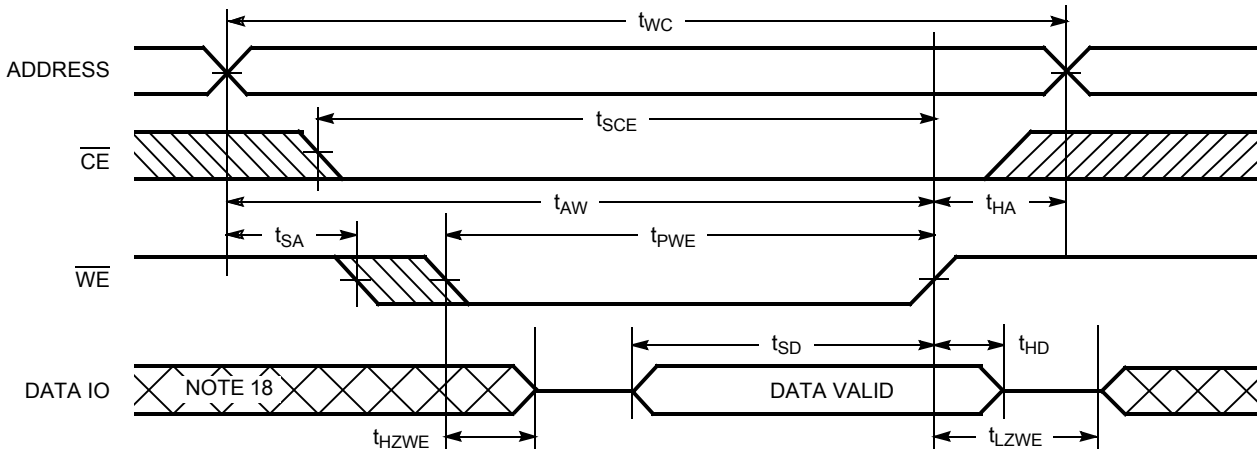 tWC
ADDRESS
tSCE
CE
tAW
tHA
tSA
tPWE
WE
tSD
tHD
DATA IO
NOTE 18
DATA VALID
tHZWE
tLZWE